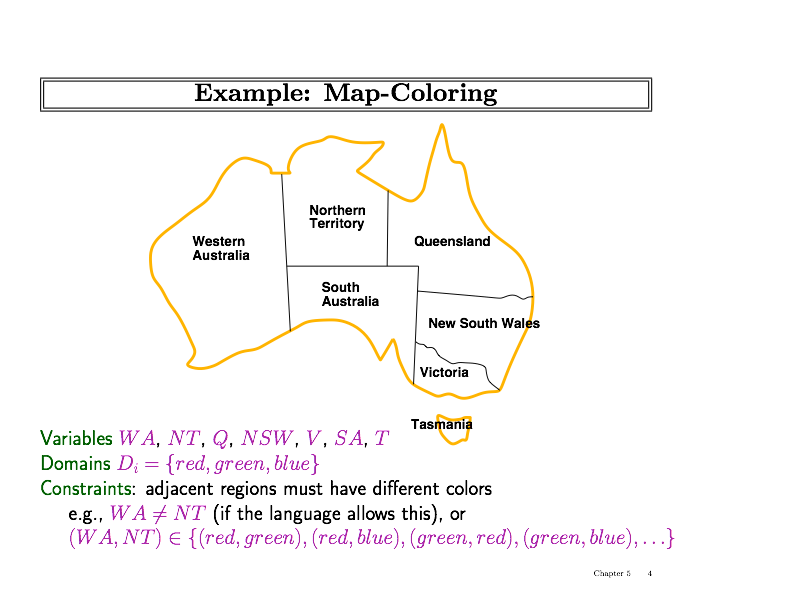 Example: Map-Coloring
Northern
Territory
Western
Australia
Queensland
South
Australia
New South Wales
Victoria
Tasmania
Variables WA, NT, Q, NSW, V, SA, T
Domains Dᵢ = {red, green, blue}
Constraints: adjacent regions must have different colors
e.g., WA ≠ NT (if the language allows this), or
(WA, NT) ∈ {(red, green), (red, blue), (green, red), (green, blue), . . .}
Chapter 5 4